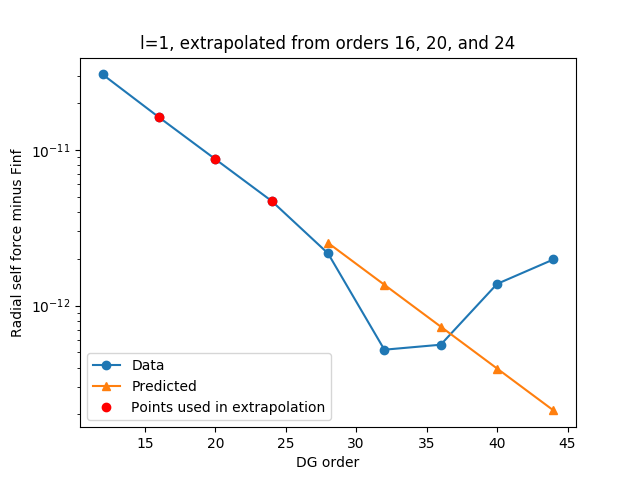 l=1, extrapolated from orders 16, 20, and 24
Radial self force minus Finf
10⁻¹¹
10⁻¹²
Data
Predicted
Points used in extrapolation
15 20 25 30 35 40 45
DG order